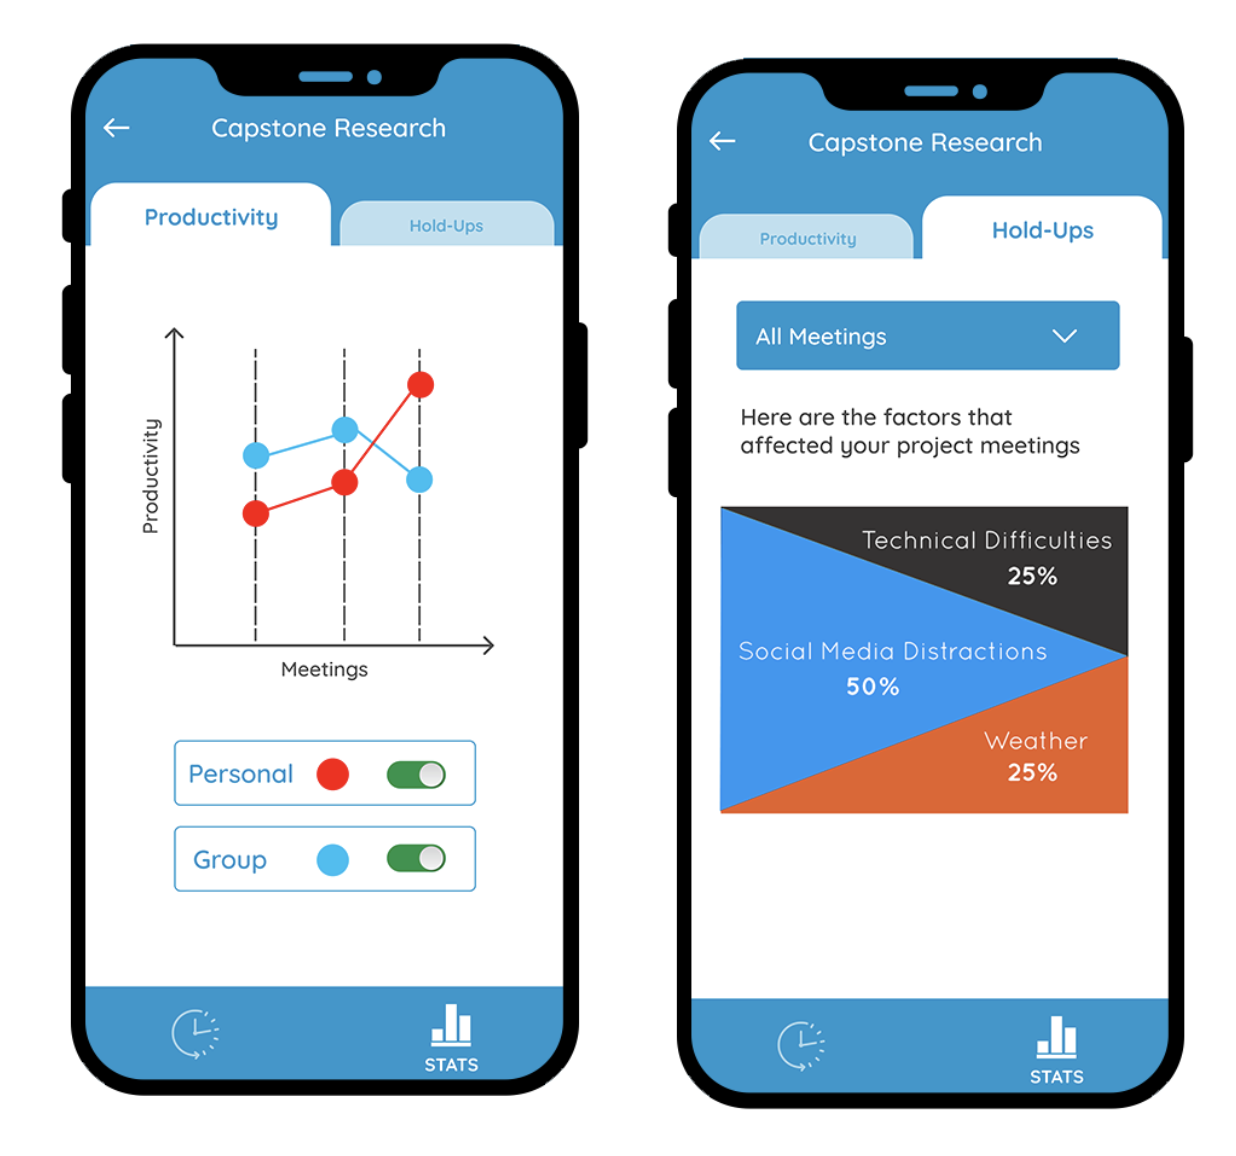 Capstone Research
Productivity
Hold-Ups
Productivity
Meetings
Personal
Group
STATS
Capstone Research
Productivity
Hold-Ups
All Meetings
Here are the factors that
affected your project meetings
Technical Difficulties
25%
Social Media Distractions
50%
Weather
25%
STATS